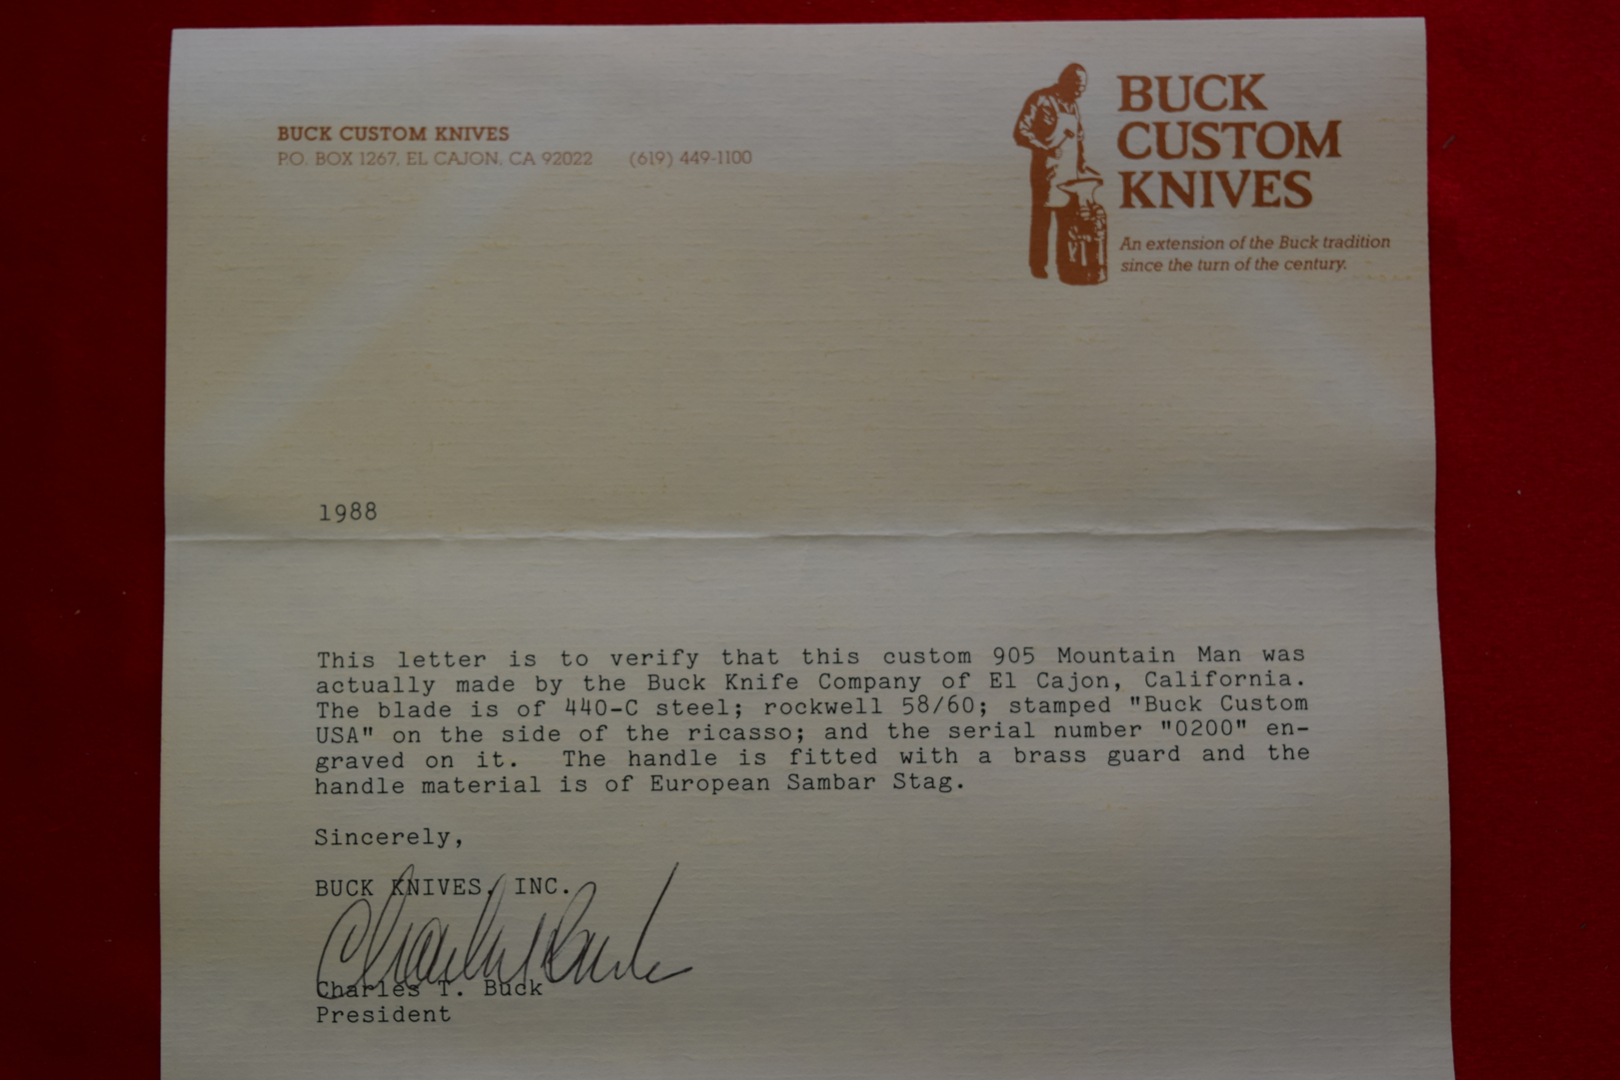 BUCK CUSTOM KNIVES
P.O. BOX 1267, EL CAJON, CA 92022 (619) 449-1100
BUCK
CUSTOM
KNIVES
An extension of the Buck tradition
since the turn of the century.
1988
This letter is to verify that this custom 905 Mountain Man was
actually made by the Buck Knife Company of El Cajon, California.
The blade is of 440-C steel; rockwell 58/60; stamped "Buck Custom
USA" on the side of the ricasso; and the serial number "0200" en-
graved on it. The handle is fitted with a brass guard and the
handle material is of European Sambar Stag.
Sincerely,
BUCK KNIVES, INC.
Charles T. Buck
Charles T. Buck
President